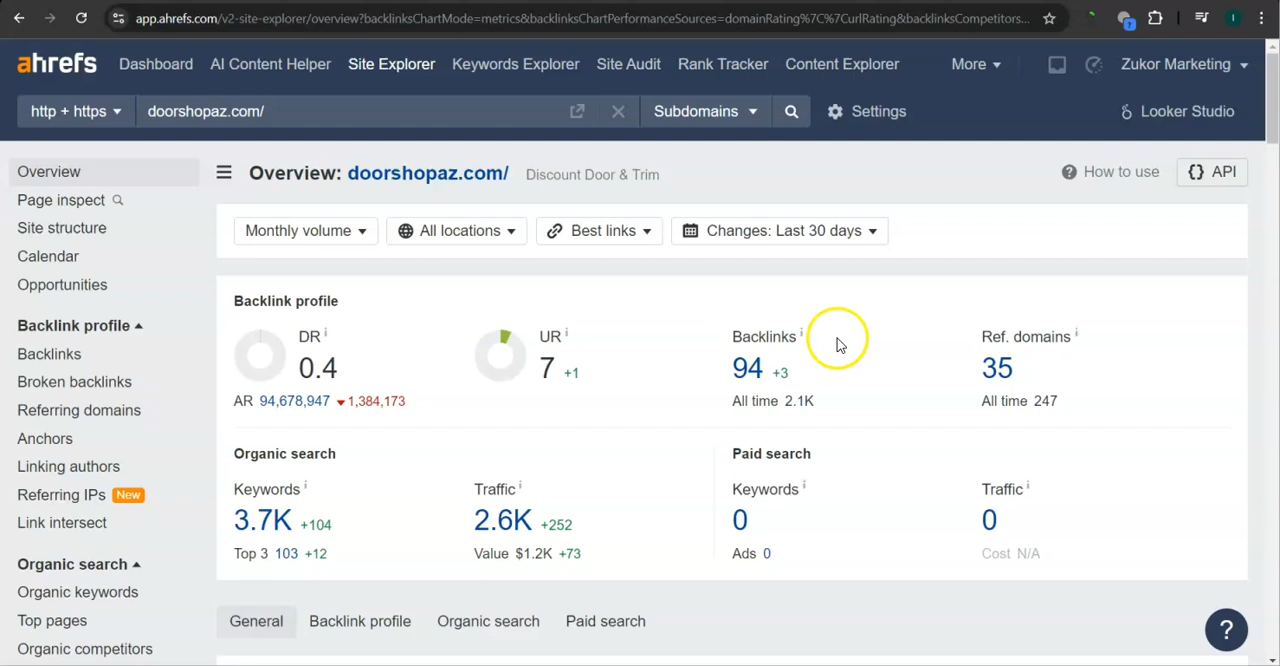 app.ahrefs.com/v2-site-explorer/overview?backlinksChartMode=metrics&backlinksChartPerformanceSources=domainRating%7C%7CurlRating&backlinksCompetitors...
ahrefs Dashboard AI Content Helper Site Explorer Keywords Explorer Site Audit Rank Tracker Content Explorer More Zukor Marketing
http + https doorshopaz.com/ Subdomains Settings Looker Studio
Overview
Page inspect
Site structure
Calendar
Opportunities
Backlink profile
Backlinks
Broken backlinks
Referring domains
Anchors
Linking authors
Referring IPs New
Link intersect
Organic search
Organic keywords
Top pages
Organic competitors
Overview: doorshopaz.com/ Discount Door & Trim ? How to use {} API
Monthly volume All locations Best links Changes: Last 30 days
Backlink profile
DR i UR i Backlinks i Ref. domains i
0.4 7 +1 94 +3 35
AR 94,678,947 1,384,173 All time 2.1K All time 247
Organic search Paid search
Keywords i Traffic i Keywords i Traffic i
3.7K +104 2.6K +252 0 0
Top 3 103 +12 Value $1.2K +73 Ads 0 Cost N/A
General Backlink profile Organic search Paid search
?